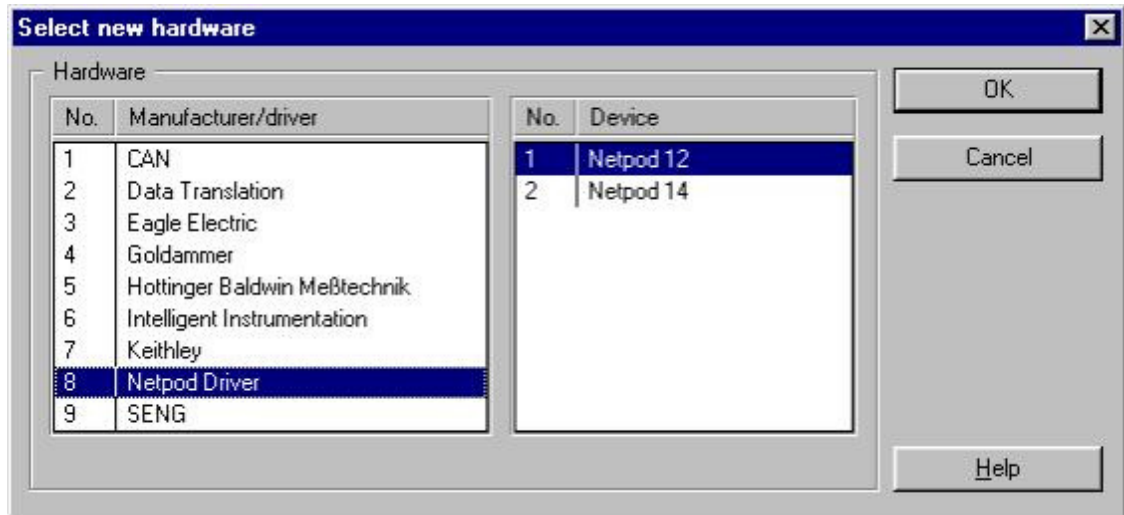 Select new hardware
Hardware
No. Manufacturer/driver
1 CAN
2 Data Translation
3 Eagle Electric
4 Goldammer
5 Hottinger Baldwin Meßtechnik
6 Intelligent Instrumentation
7 Keithley
8 Netpod Driver
9 SENG
No. Device
1 Netpod 12
2 Netpod 14
OK
Cancel
Help